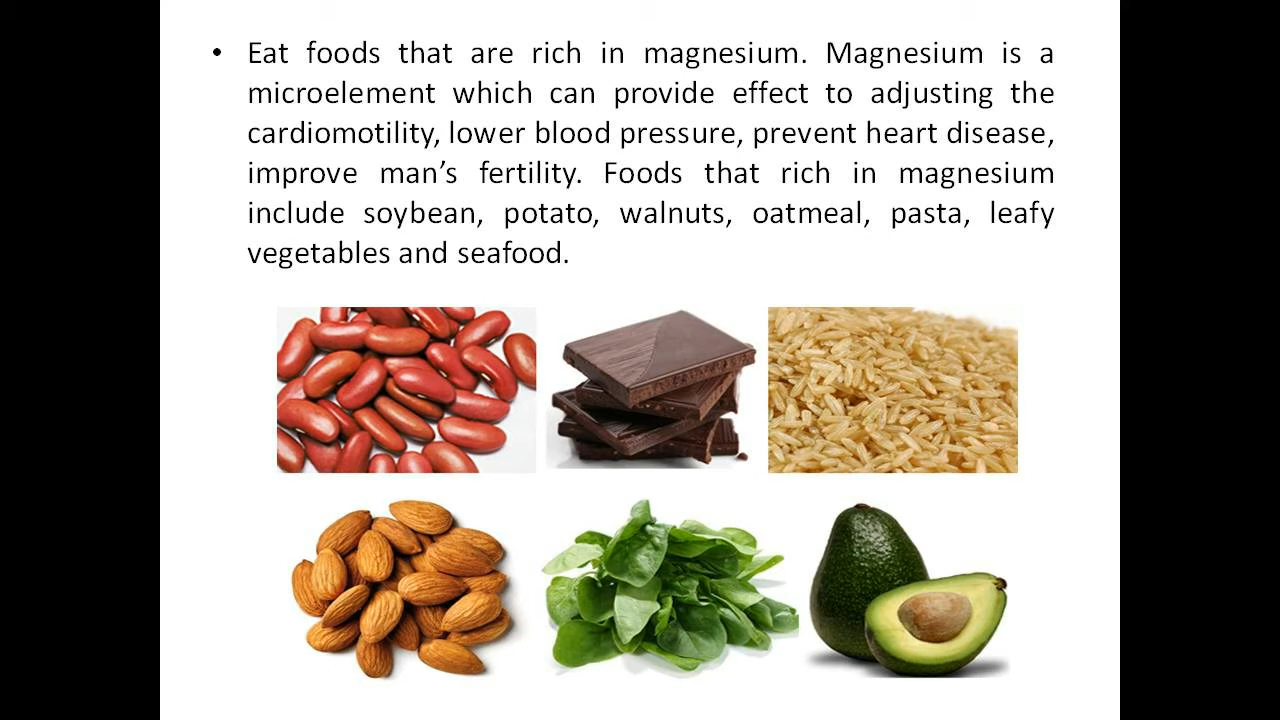 • Eat foods that are rich in magnesium. Magnesium is a
microelement which can provide effect to adjusting the
cardiomotility, lower blood pressure, prevent heart disease,
improve man’s fertility. Foods that rich in magnesium
include soybean, potato, walnuts, oatmeal, pasta, leafy
vegetables and seafood.